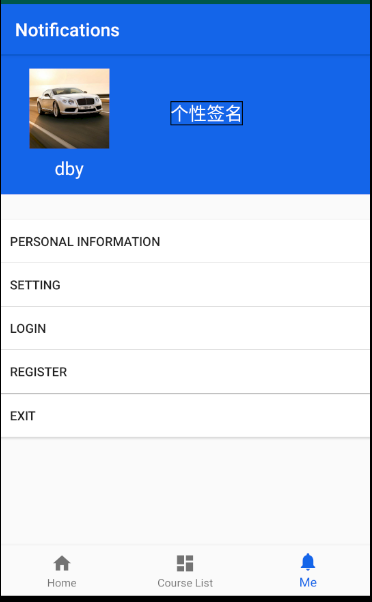 Notifications
个性签名
dby
PERSONAL INFORMATION
SETTING
LOGIN
REGISTER
EXIT
Home
Course List
Me